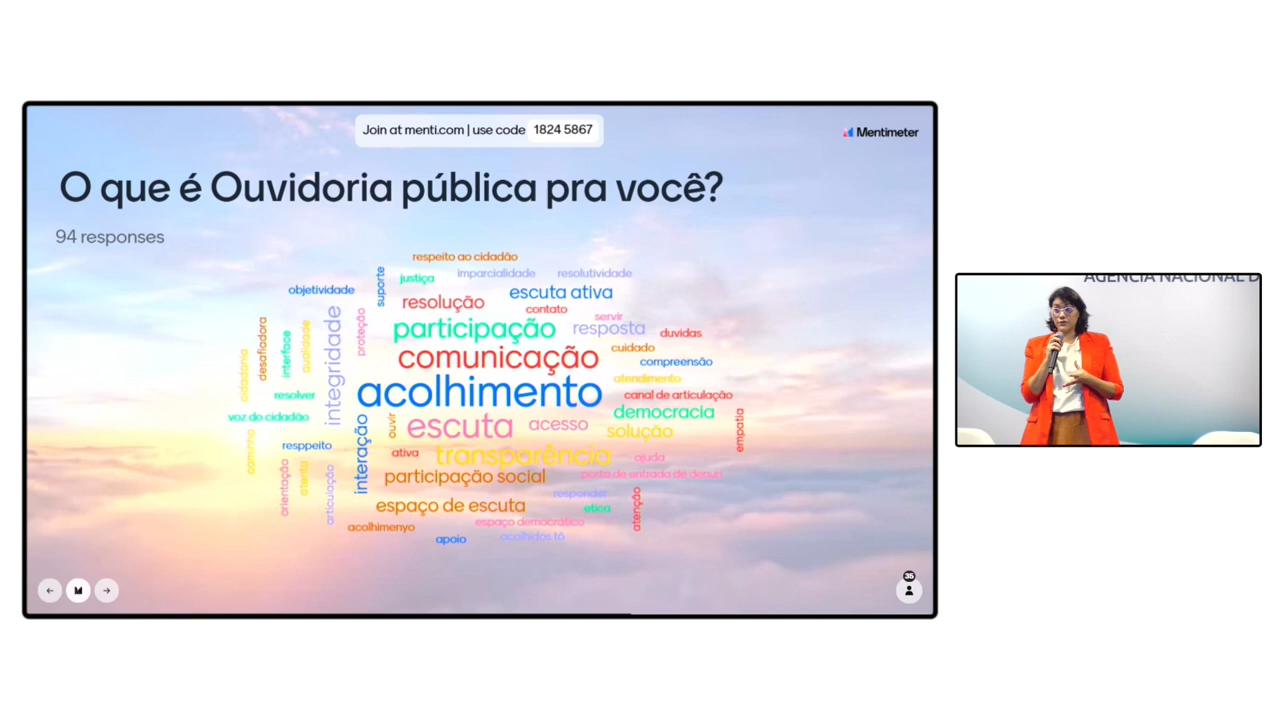 Join at menti.com | use code 1824 5867
Mentimeter
O que é Ouvidoria pública pra você?
94 responses
respeito ao cidadão
justiça
imparcialidade
resolutividade
suporte
objetividade
resolução
escuta ativa
contato
servir
proteção
integridade
participação
resposta
duvidas
desafiadora
interface
qualidade
cidadania
comunicação
cuidado
compreensão
acolhimento
atendimento
resolver
canal de articulação
voz do cidadão
escuta
acesso
democracia
solução
empatia
ouvir
interação
resppeito
ativa
transparência
ajuda
caminho
orientação
atenta
articulação
participação social
porta de entrada de denuri
responder
espaço de escuta
etica
atenção
acolhimenyo
espaço democrático
apoio
acolhidos tô
35
AGENCIA NACIONAL D